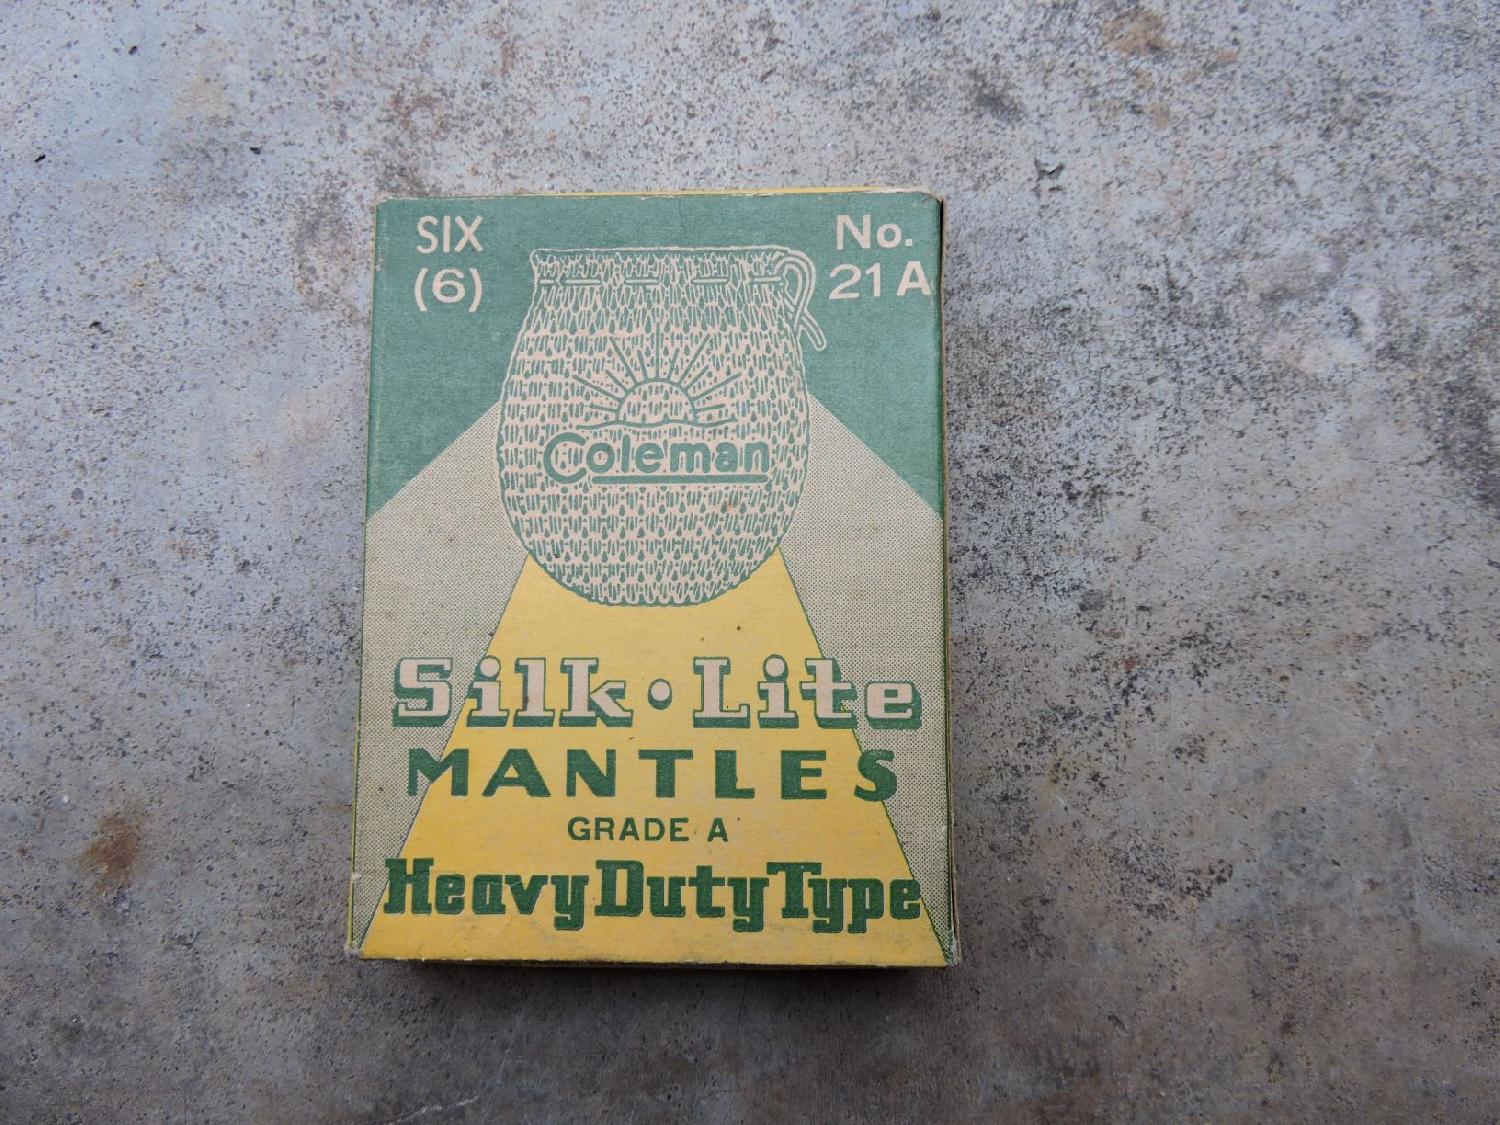 SIX
(6)
No.
21 A
Coleman
Silk • Lite
MANTLES
GRADE A
Heavy Duty Type